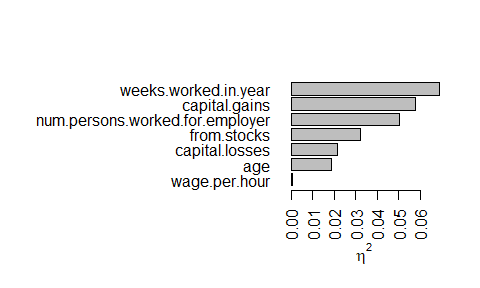 weeks.worked.in.year
capital.gains
num.persons.worked.for.employer
from.stocks
capital.losses
age
wage.per.hour
0.00 0.01 0.02 0.03 0.04 0.05 0.06
η²